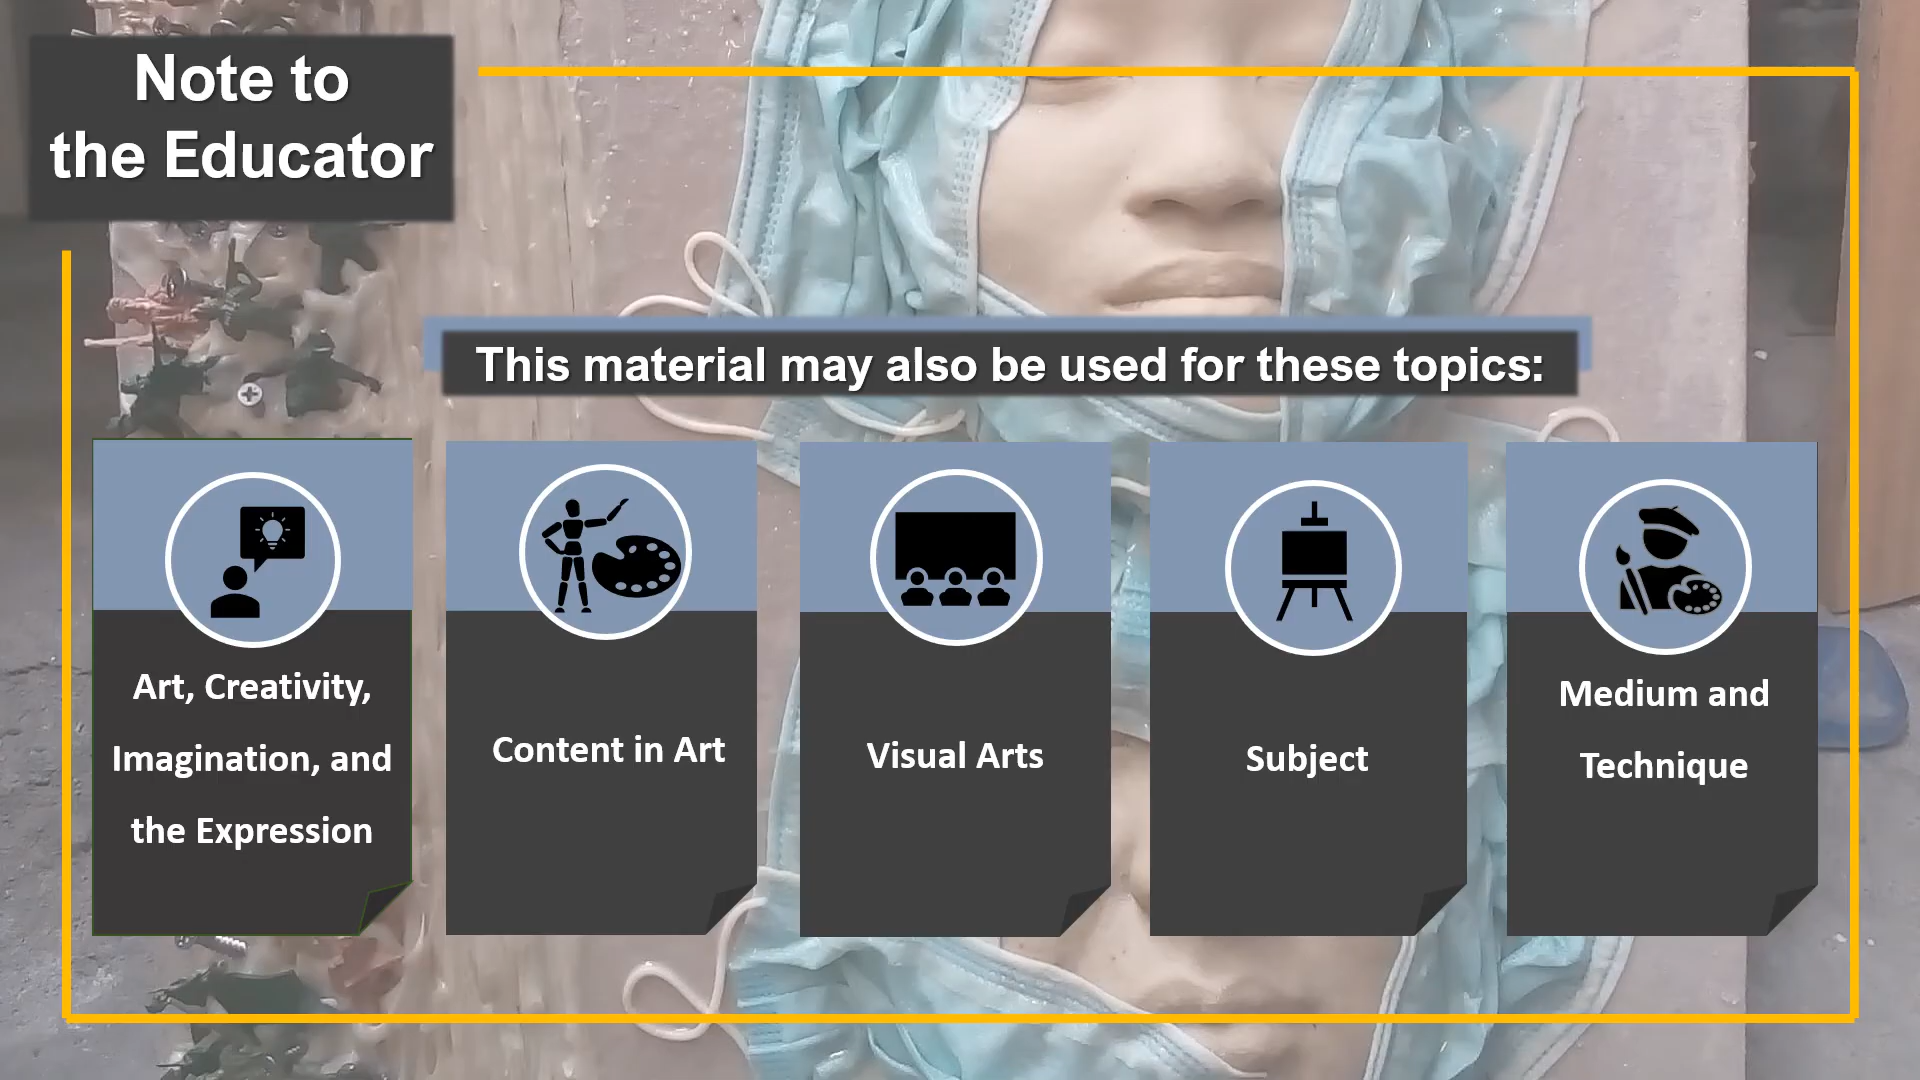 Note to
the Educator
This material may also be used for these topics:
Art, Creativity,
Imagination, and
the Expression
Content in Art
Visual Arts
Subject
Medium and
Technique